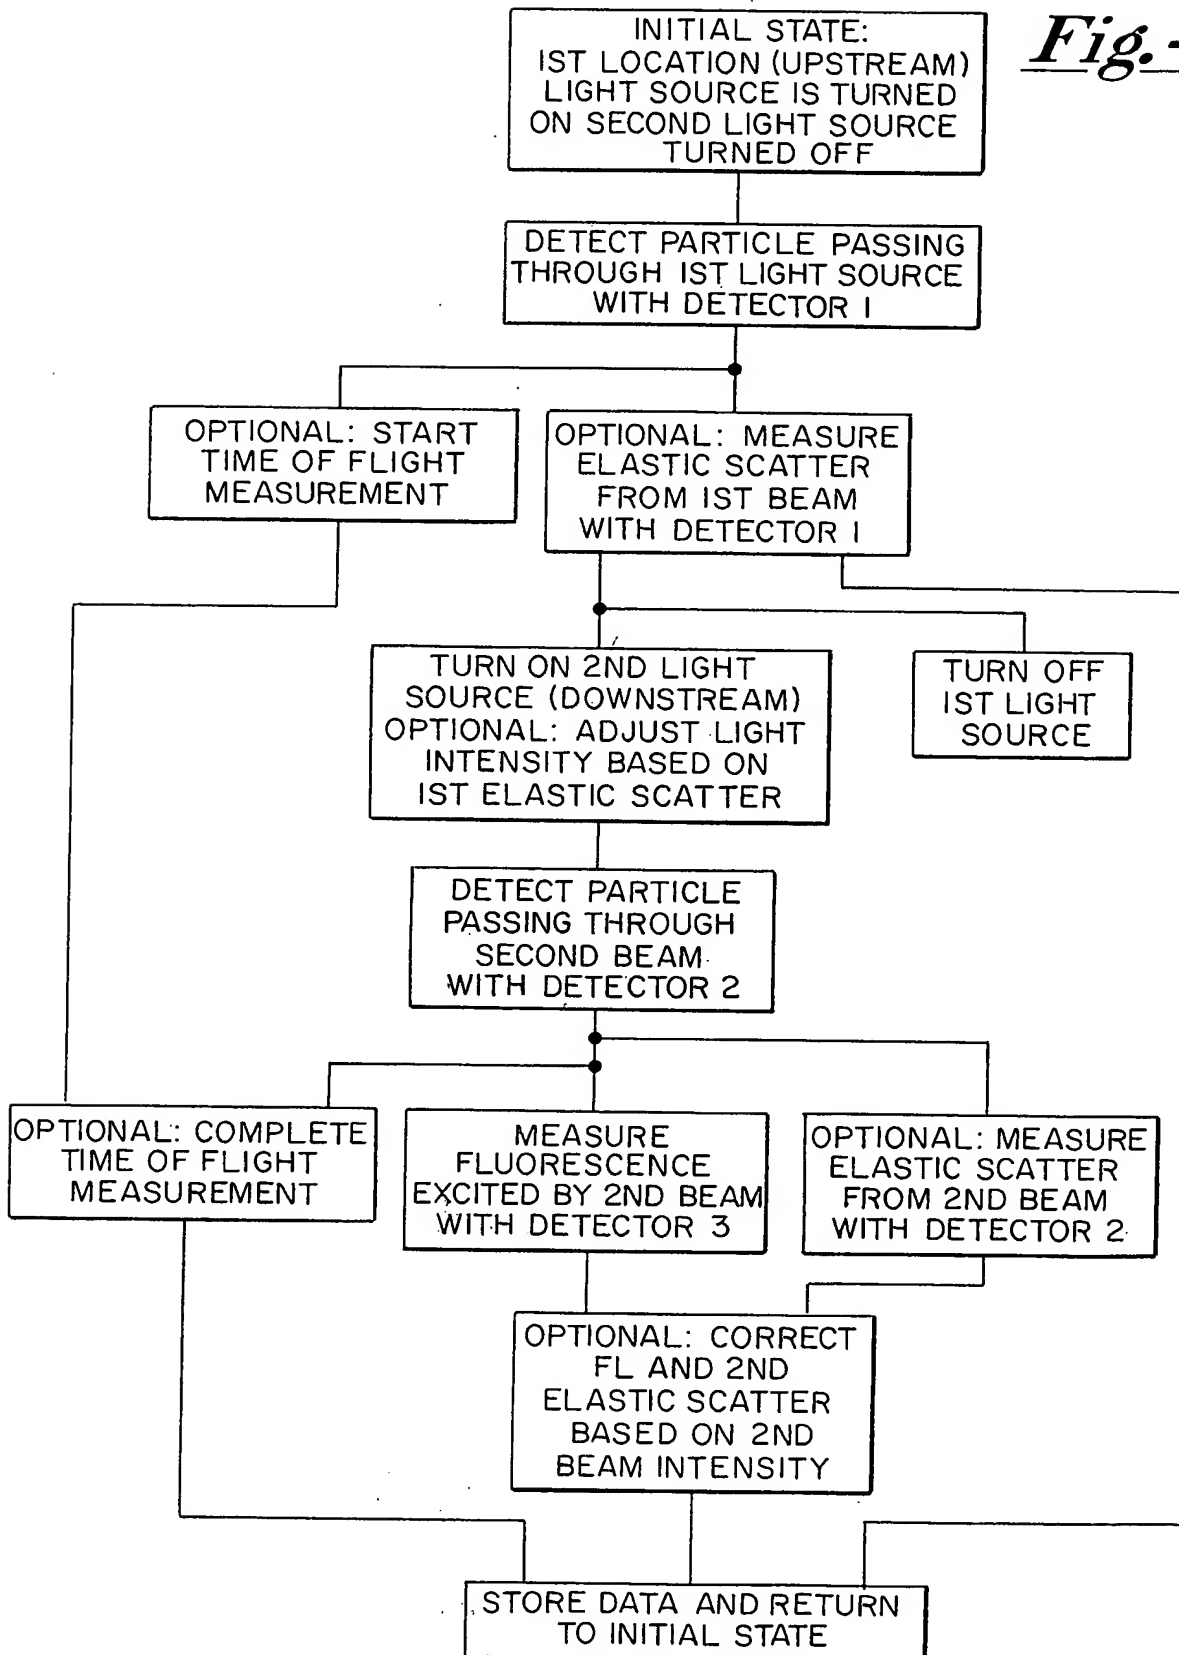 INITIAL STATE:
IST LOCATION (UPSTREAM)
LIGHT SOURCE IS TURNED
ON SECOND LIGHT SOURCE
TURNED OFF
Fig.-
DETECT PARTICLE PASSING
THROUGH IST LIGHT SOURCE
WITH DETECTOR I
OPTIONAL: START
TIME OF FLIGHT
MEASUREMENT
OPTIONAL: MEASURE
ELASTIC SCATTER
FROM IST BEAM
WITH DETECTOR I
TURN ON 2ND LIGHT
SOURCE (DOWNSTREAM)
OPTIONAL: ADJUST LIGHT
INTENSITY BASED ON
IST ELASTIC SCATTER
TURN OFF
IST LIGHT
SOURCE
DETECT PARTICLE
PASSING THROUGH
SECOND BEAM
WITH DETECTOR 2
OPTIONAL: COMPLETE
TIME OF FLIGHT
MEASUREMENT
MEASURE
FLUORESCENCE
EXCITED BY 2ND BEAM
WITH DETECTOR 3
OPTIONAL: MEASURE
ELASTIC SCATTER
FROM 2ND BEAM
WITH DETECTOR 2
OPTIONAL: CORRECT
FL AND 2ND
ELASTIC SCATTER
BASED ON 2ND
BEAM INTENSITY
STORE DATA AND RETURN
TO INITIAL STATE